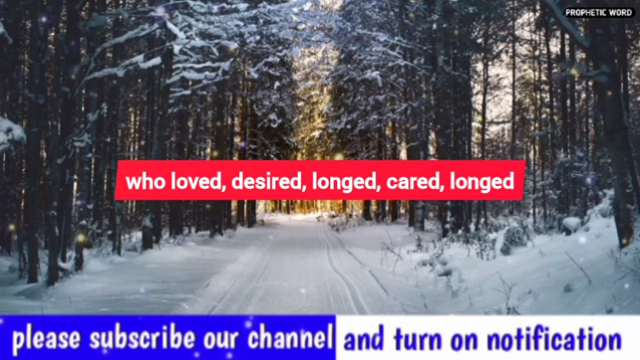 PROPHETIC WORD
who loved, desired, longed, cared, longed
please subscribe our channel and turn on notification